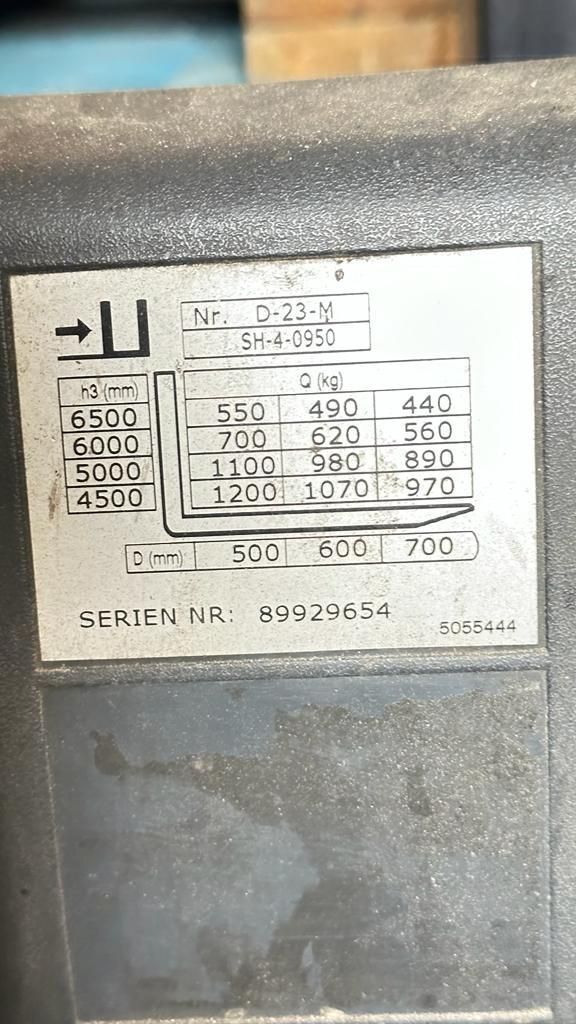 Nr. D-23-M
SH-4-0950
h3 (mm) Q (kg)
6500 550 490 440
6000 700 620 560
5000 1100 980 890
4500 1200 1070 970
D (mm) 500 600 700
SERIEN NR: 89929654
5055444